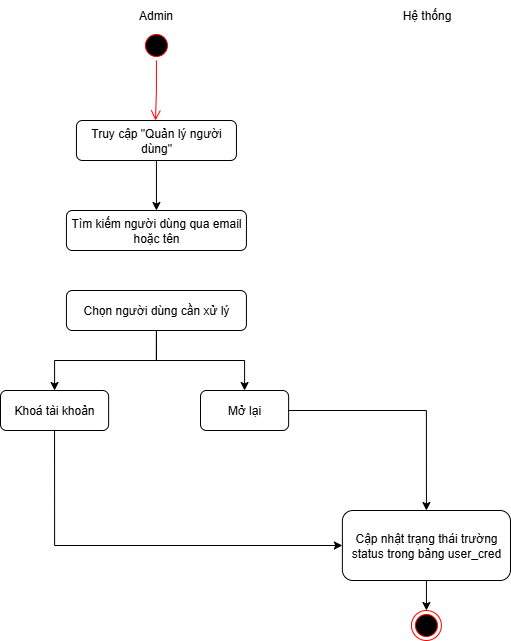 Admin
Hệ thống
Truy cập "Quản lý người
dùng"
Tìm kiếm người dùng qua email
hoặc tên
Chọn người dùng cần xử lý
Khoá tài khoản
Mở lại
Cập nhật trạng thái trường
status trong bảng user_cred